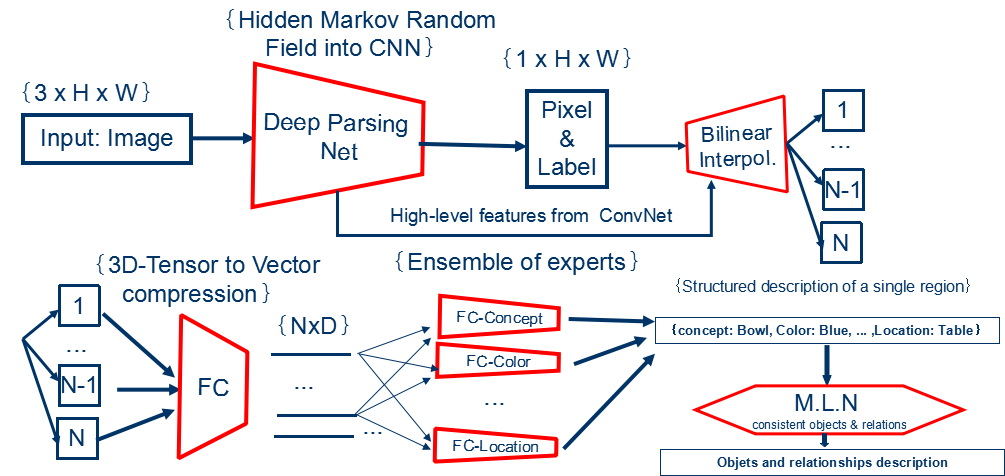 {Hidden Markov Random
Field into CNN}
{3 x H x W}
{1 x H x W}
Input: Image
Deep Parsing
Net
Pixel
&
Label
Bilinear
Interpol.
1
...
N-1
N
High-level features from ConvNet
{3D-Tensor to Vector
compression}
{Ensemble of experts}
{Structured description of a single region}
1
...
N-1
N
FC
{NxD}
...
...
FC-Concept
FC-Color
...
FC-Location
{concept: Bowl, Color: Blue, ... ,Location: Table}
M.L.N
consistent objects & relations
Objets and relationships description